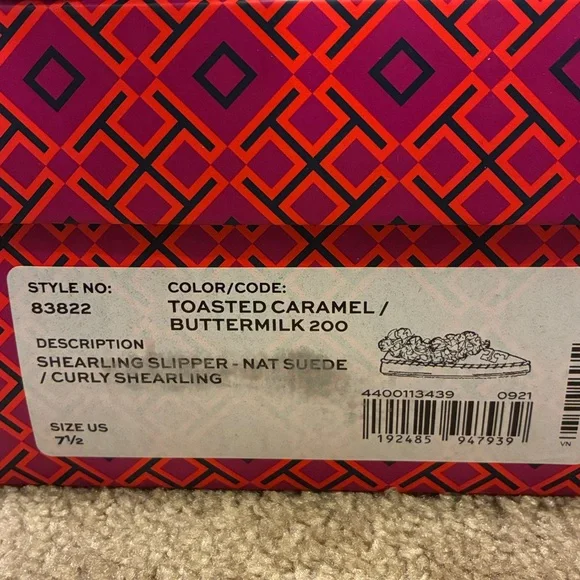 STYLE NO:
83822
COLOR/CODE:
TOASTED CARAMEL /
BUTTERMILK 200
DESCRIPTION
SHEARLING SLIPPER - NAT SUEDE
/ CURLY SHEARLING
SIZE US
7½
4400113439 0921
192485 947939
VN